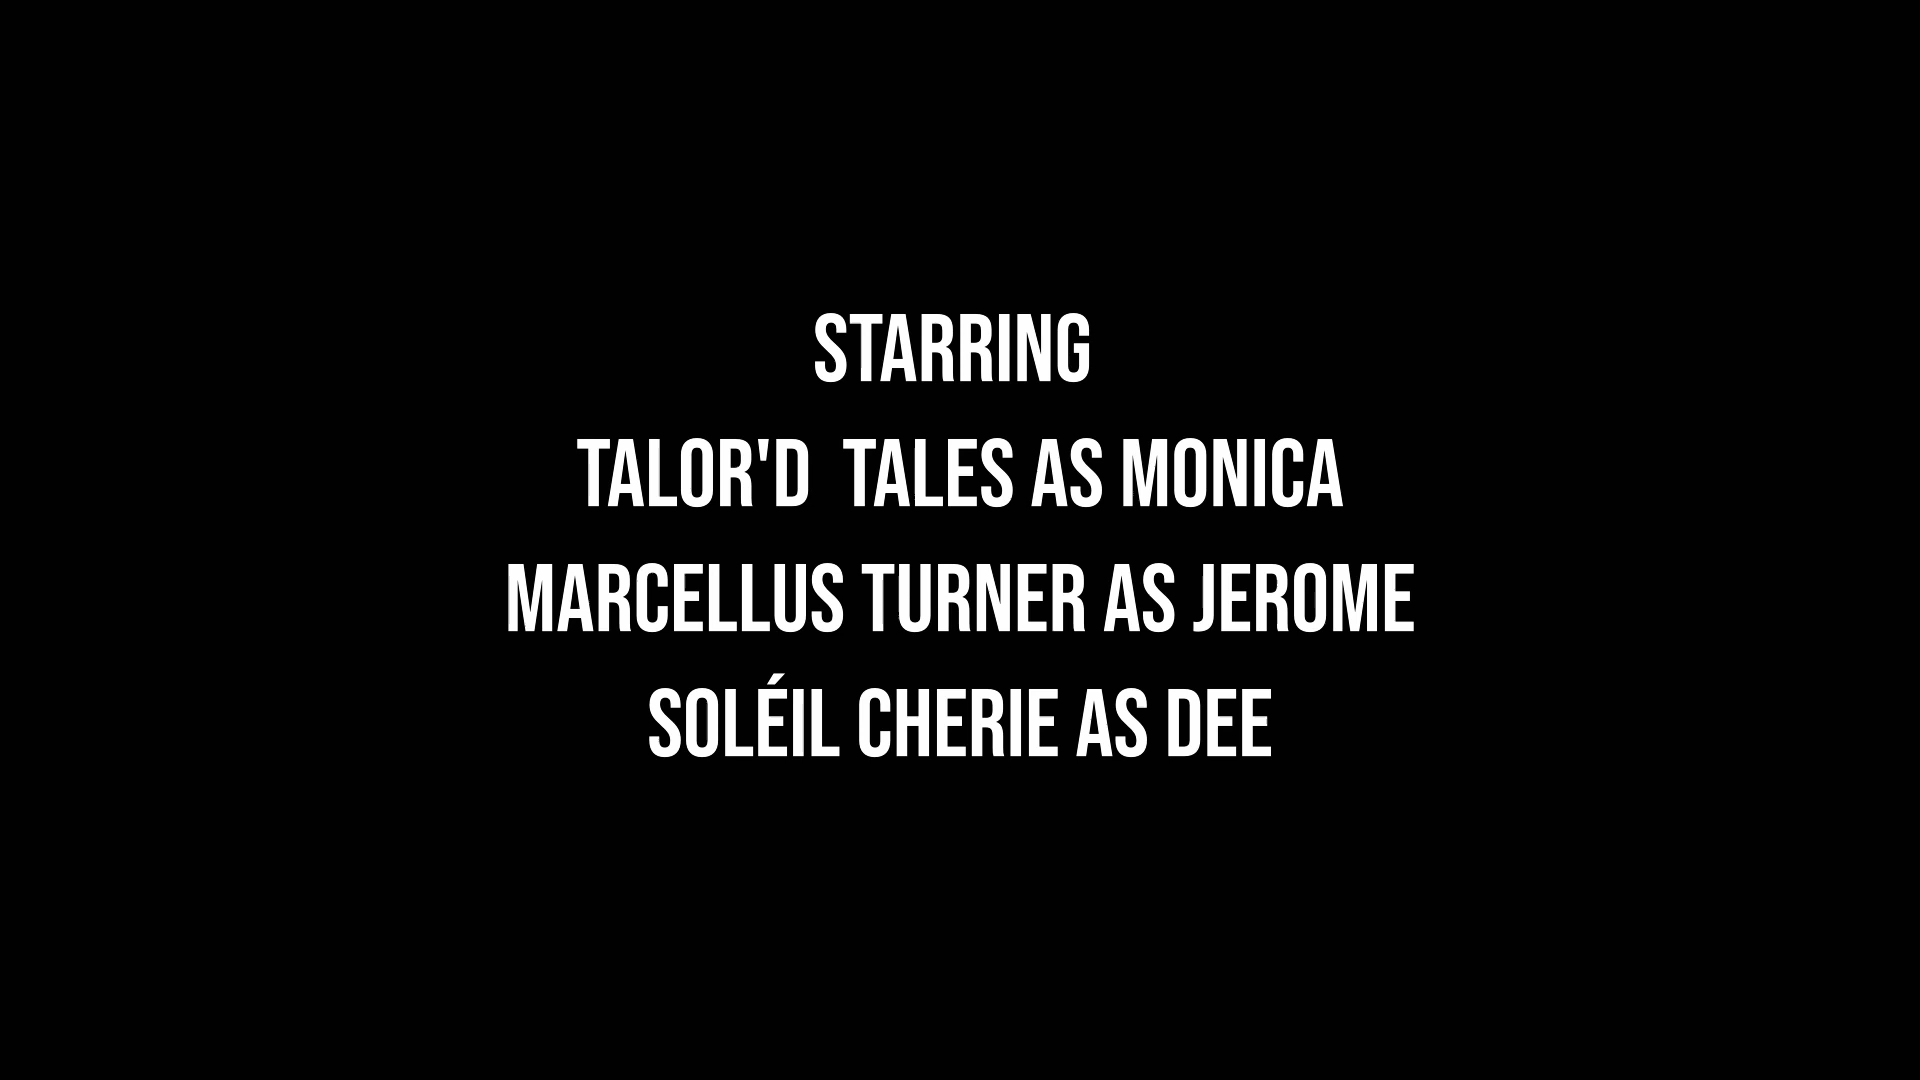 STARRING
TALOR'D  TALES AS MONICA
MARCELLUS TURNER AS JEROME
SOLÉIL CHERIE AS DEE